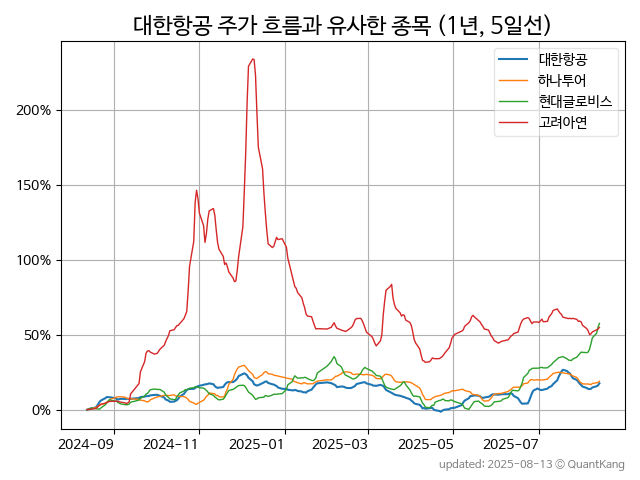 대한항공 주가 흐름과 유사한 종목 (1년, 5일선)
대한항공
하나투어
현대글로비스
고려아연
200%
150%
100%
50%
0%
2024-09 2024-11 2025-01 2025-03 2025-05 2025-07
updated: 2025-08-13 ⓒ QuantKang